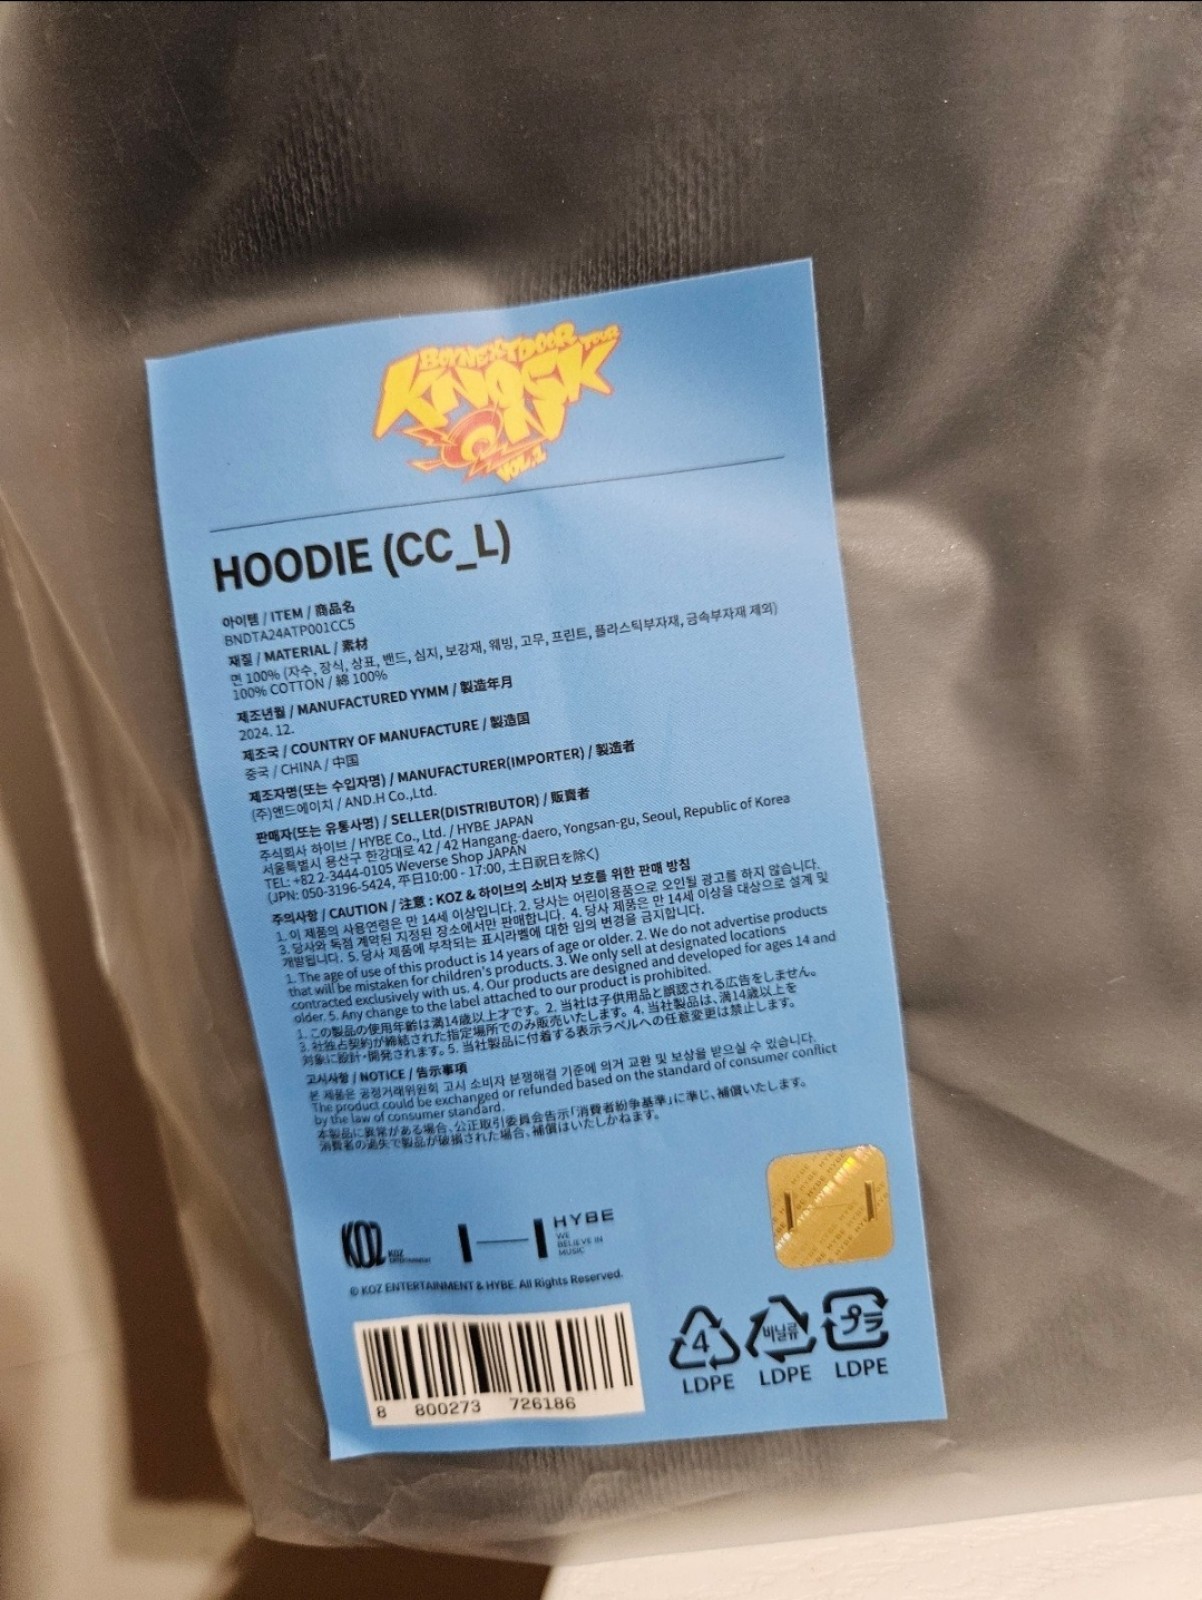 BOYNEXTDOOR TOUR
KNOCK
ON
VOL.1
HOODIE (CC_L)
아이템 / ITEM / 商品名
BNDTA24ATP001CC5
재질 / MATERIAL / 素材
면 100% (자수, 장식, 상표, 밴드, 심지, 보강재, 웨빙, 고무, 프린트, 플라스틱부자재, 금속부자재 제외)
100% COTTON / 綿 100%
제조년월 / MANUFACTURED YYMM / 製造年月
2024. 12.
제조국 / COUNTRY OF MANUFACTURE / 製造国
중국 / CHINA / 中国
제조자명(또는 수입자명) / MANUFACTURER(IMPORTER) / 製造者
(주)앤드에이치 / AND.H Co.,Ltd.
판매자(또는 유통사명) / SELLER(DISTRIBUTOR) / 販賣者
주식회사 하이브 / HYBE Co., Ltd. / HYBE JAPAN
서울특별시 용산구 한강대로 42 / 42 Hangang-daero, Yongsan-gu, Seoul, Republic of Korea
TEL: +82 2-3444-0105 Weverse Shop JAPAN
(JPN: 050-3196-5424, 平日10:00 - 17:00, 土日祝日を除く)
주의사항 / CAUTION / 注意 : KOZ & 하이브의 소비자 보호를 위한 판매 방침
1. 이 제품의 사용연령은 만 14세 이상입니다. 2. 당사는 어린이용품으로 오인될 광고를 하지 않습니다.
3. 당사와 독점 계약된 지정된 장소에서만 판매합니다. 4. 당사 제품은 만 14세 이상을 대상으로 설계 및
개발됩니다. 5. 당사 제품에 부착되는 표시라벨에 대한 임의 변경을 금지합니다.
1. The age of use of this product is 14 years of age or older. 2. We do not advertise products
that will be mistaken for children's products. 3. We only sell at designated locations
contracted exclusively with us. 4. Our products are designed and developed for ages 14 and
older. 5. Any change to the label attached to our product is prohibited.
1. この製品の使用年齢は満14歳以上才です。2. 当社は子供用品と誤認される広告をしません。
3. 社独占契約が締結された指定場所でのみ販売いたします。4. 当社製品は、満14歳以上を
対象に設計・開発されます。5. 当社製品に付着する表示ラベルへの任意変更は禁止します。
고시사항 / NOTICE / 告示事項
본 제품은 공정거래위원회 고시 소비자 분쟁해결 기준에 의거 교환 및 보상을 받으실 수 있습니다.
The product could be exchanged or refunded based on the standard of consumer conflict
by the law of consumer standard.
本製品に異常がある場合、公正取引委員会告示「消費者紛争基準」に準じ、補償いたします。
消費者の過失で製品が破損された場合、補償はいたしかねます。
KOZ KOZ ENTERTAINMENT
HYBE
WE
BELIEVE IN
MUSIC
© KOZ ENTERTAINMENT & HYBE. All Rights Reserved.
8 800273 726186
4 비닐류 プラ
LDPE LDPE LDPE